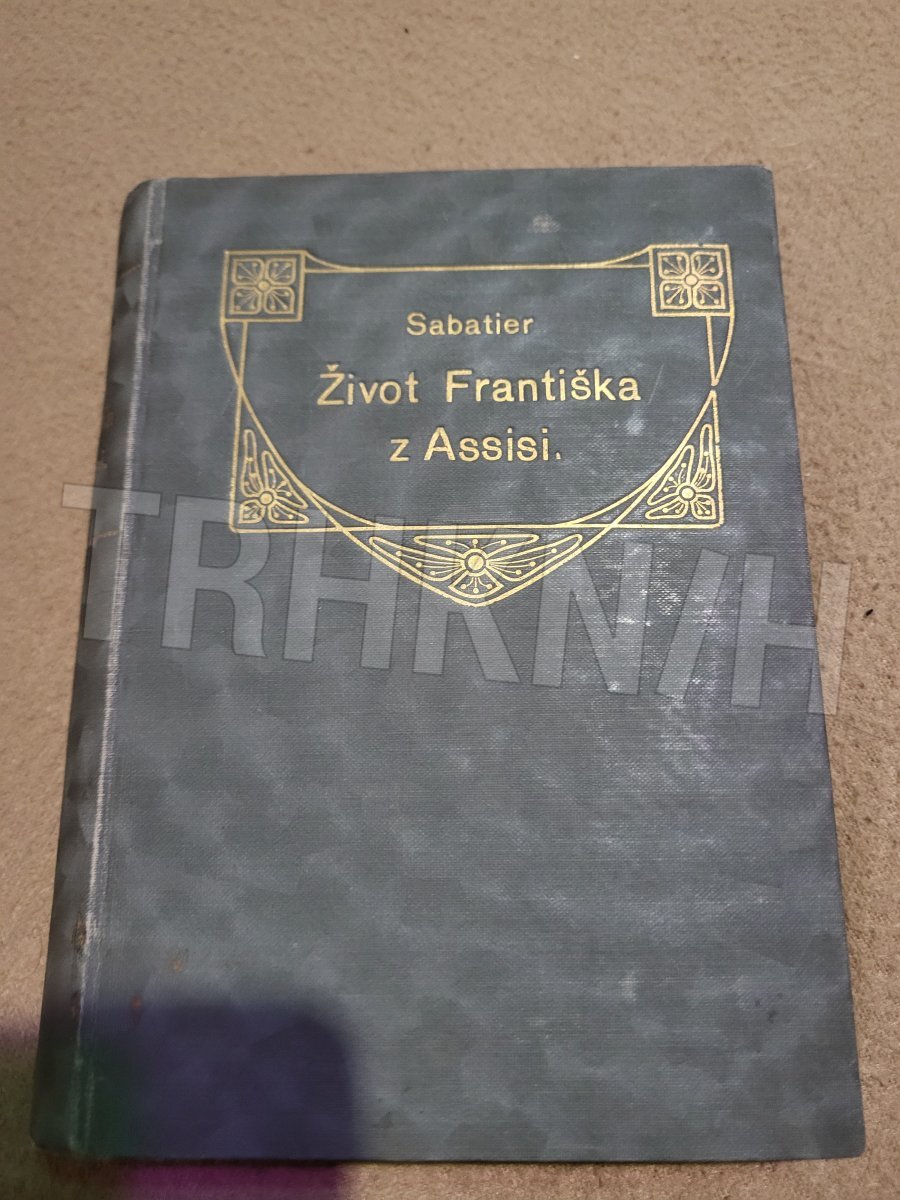 Sabatier
Život Františka
z Assisi.
TRHKNIH